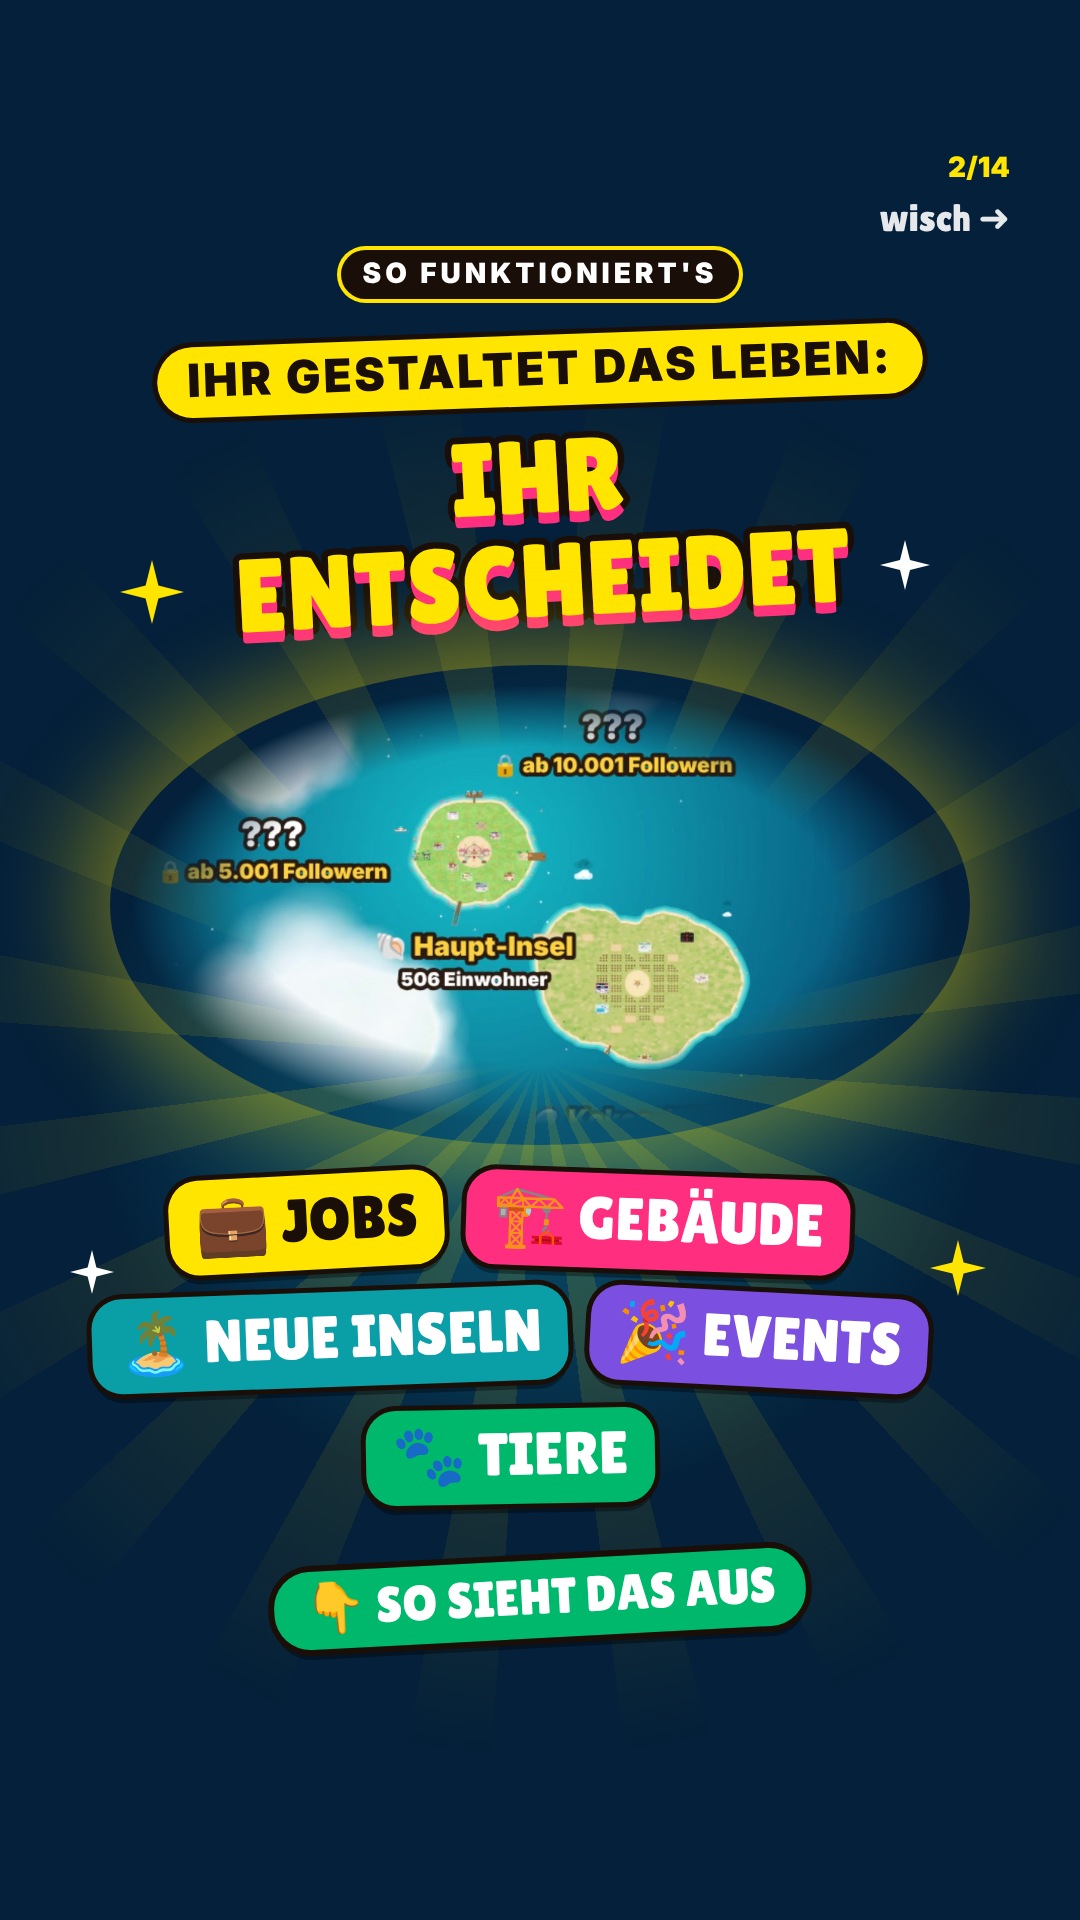 2/14
wisch →
SO FUNKTIONIERT'S
IHR GESTALTET DAS LEBEN:
IHR
ENTSCHEIDET
???
🔒 ab 10.001 Followern
???
🔒 ab 5.001 Followern
🐚 Haupt-Insel
506 Einwohner
💼 JOBS
🏗️ GEBÄUDE
🏝️ NEUE INSELN
🎉 EVENTS
🐾 TIERE
👇 SO SIEHT DAS AUS